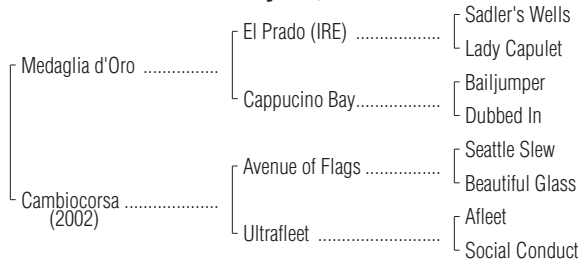 Sadler's Wells
El Prado (IRE) ..................
Lady Capulet
Medaglia d'Oro ................
Bailjumper
Cappucino Bay..................
Dubbed In
Seattle Slew
Avenue of Flags ................
Beautiful Glass
Cambiocorsa ....................
(2002)
Afleet
Ultrafleet ..........................
Social Conduct